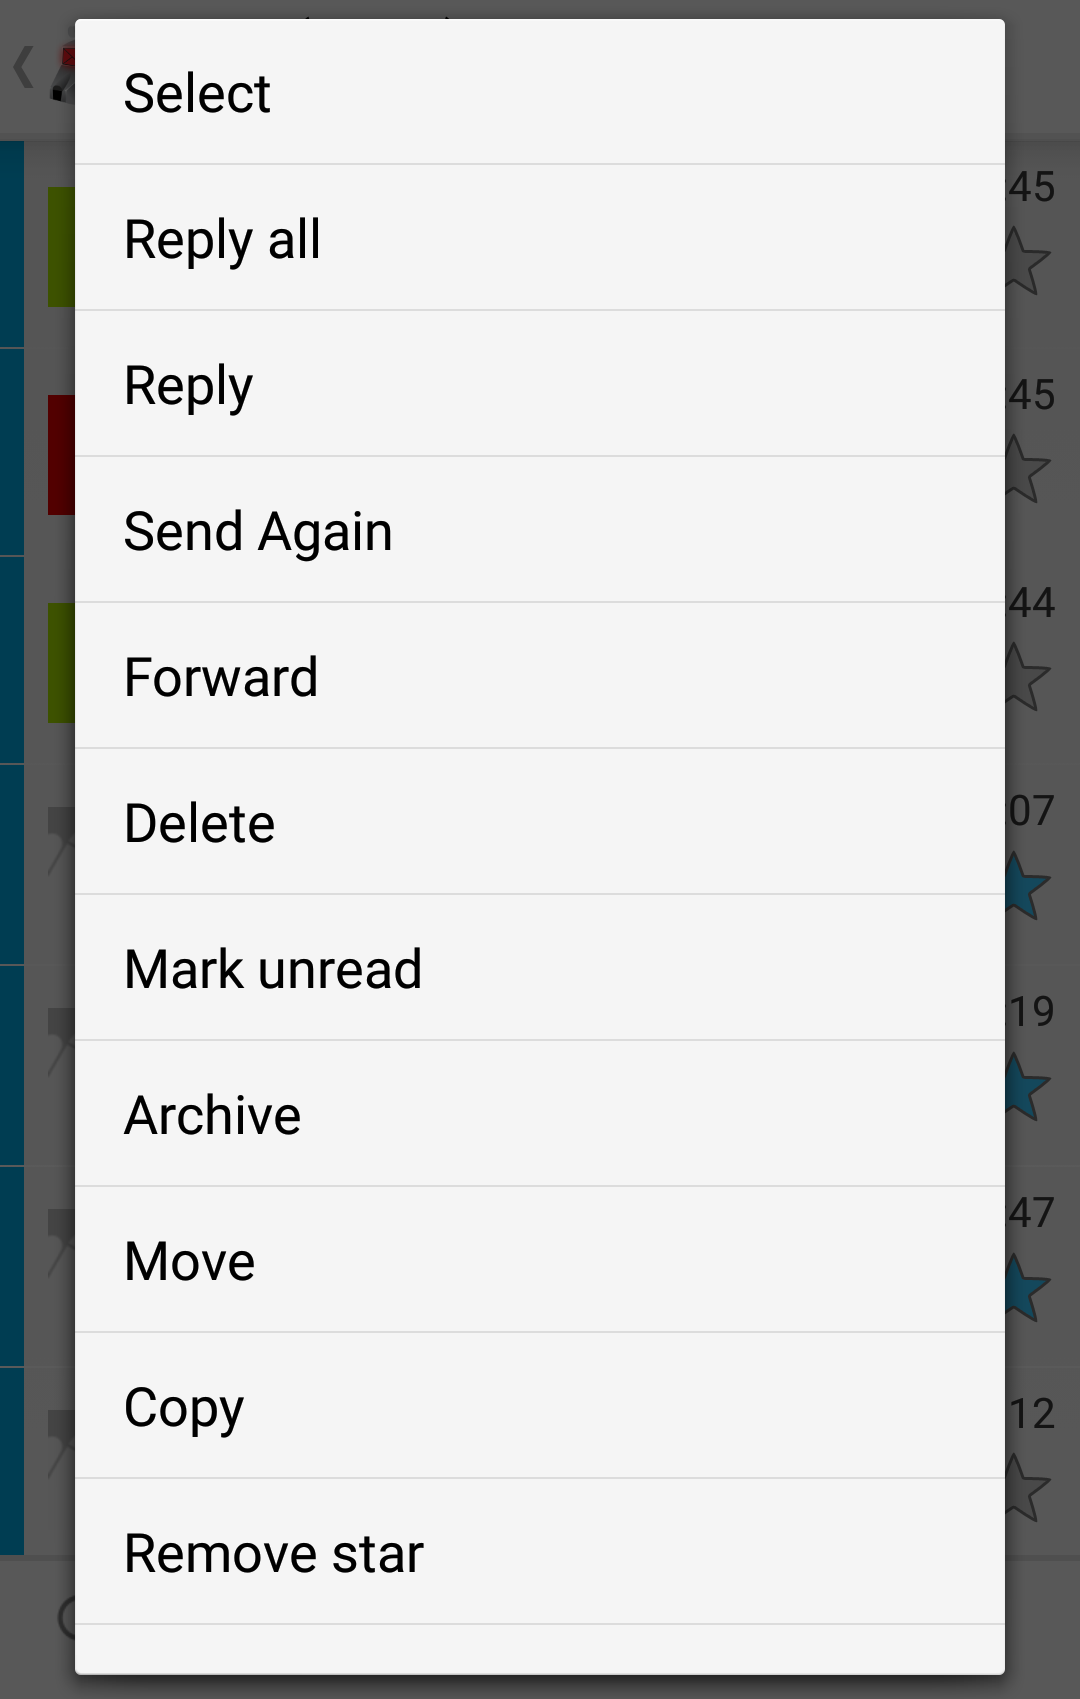 Select
:45
Reply all
Reply
:45
Send Again
:44
Forward
Delete
:07
Mark unread
:19
Archive
Move
:47
Copy
12
Remove star